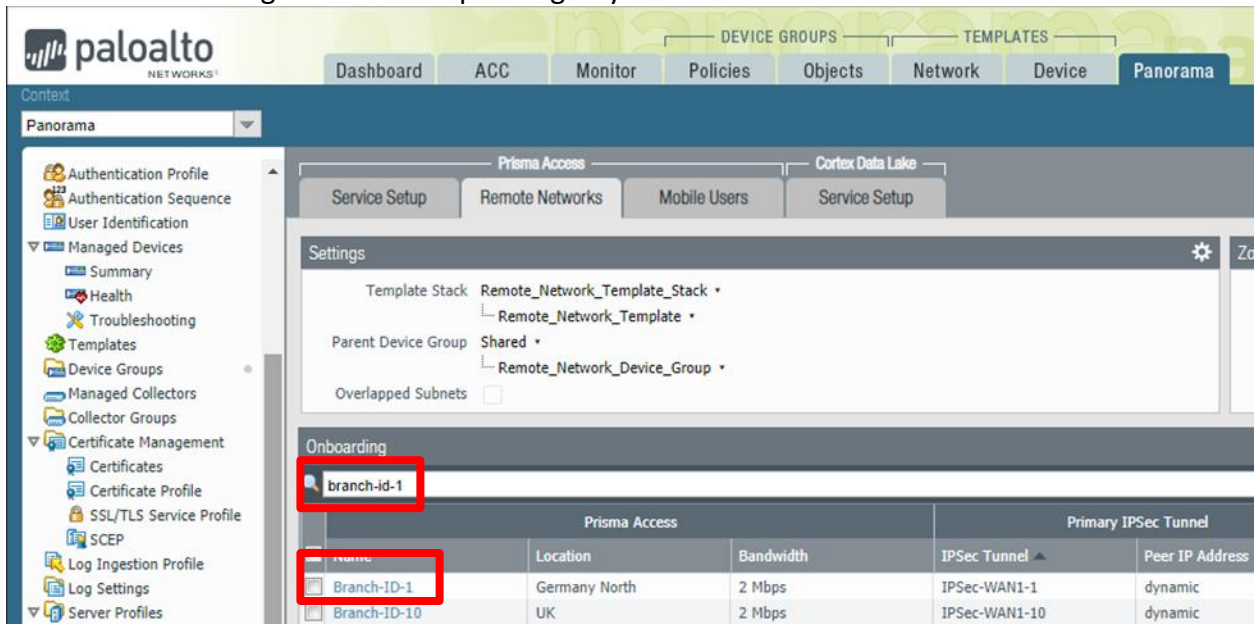 DEVICE GROUPS
TEMPLATES
paloalto
NETWORKS®
Dashboard ACC Monitor Policies Objects Network Device Panorama
Context
Panorama
Authentication Profile
Authentication Sequence
User Identification
Managed Devices
Summary
Health
Troubleshooting
Templates
Device Groups
Managed Collectors
Collector Groups
Certificate Management
Certificates
Certificate Profile
SSL/TLS Service Profile
SCEP
Log Ingestion Profile
Log Settings
Server Profiles
Prisma Access Cortex Data Lake
Service Setup Remote Networks Mobile Users Service Setup
Settings
Template Stack Remote_Network_Template_Stack
Remote_Network_Template
Parent Device Group Shared
Remote_Network_Device_Group
Overlapped Subnets
Onboarding
branch-id-1
Prisma Access Primary IPSec Tunnel
Name Location Bandwidth IPSec Tunnel Peer IP Address
Branch-ID-1 Germany North 2 Mbps IPSec-WAN1-1 dynamic
Branch-ID-10 UK 2 Mbps IPSec-WAN1-10 dynamic